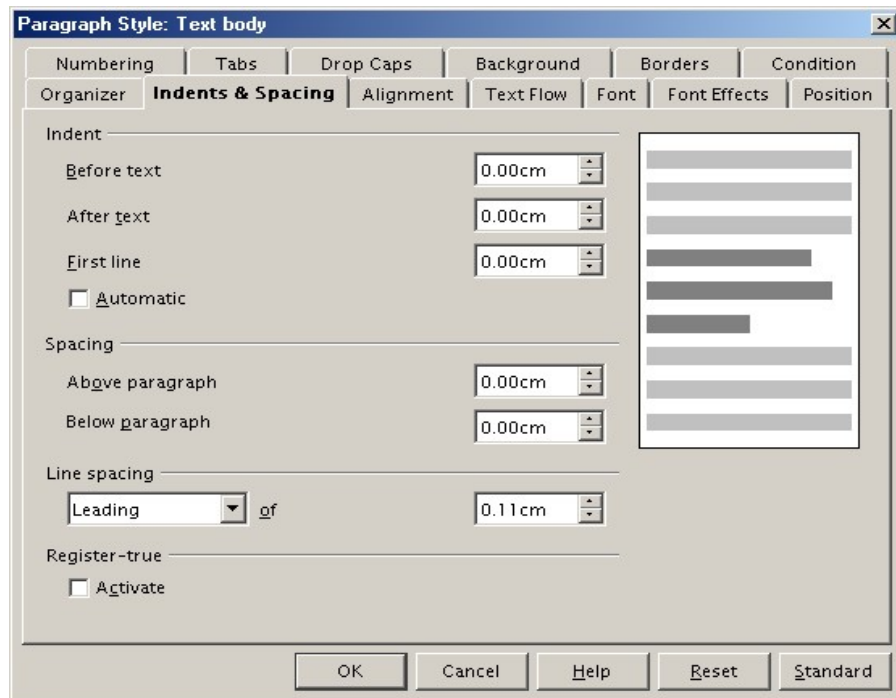 Paragraph Style: Text body
Numbering Tabs Drop Caps Background Borders Condition
Organizer Indents & Spacing Alignment Text Flow Font Font Effects Position
Indent
Before text 0.00cm
After text 0.00cm
First line 0.00cm
Automatic
Spacing
Above paragraph 0.00cm
Below paragraph 0.00cm
Line spacing
Leading of 0.11cm
Register-true
Activate
OK Cancel Help Reset Standard